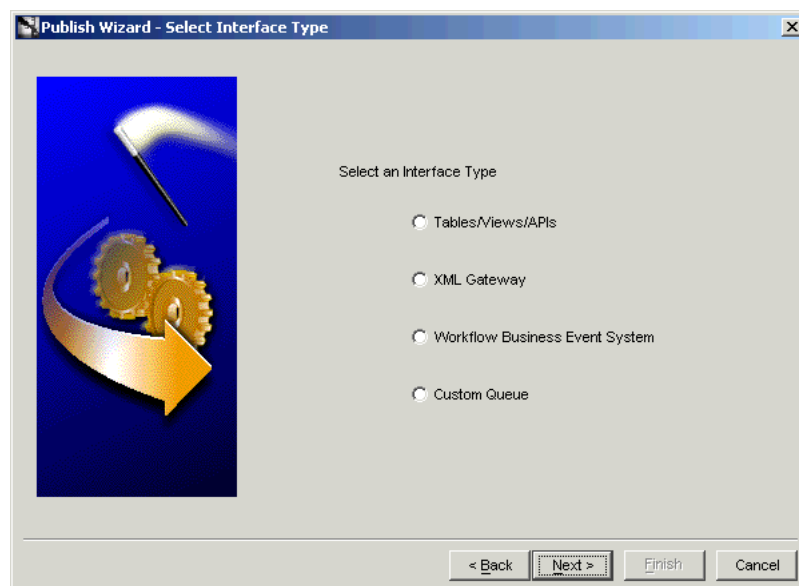 Publish Wizard - Select Interface Type
Select an Interface Type
Tables/Views/APIs
XML Gateway
Workflow Business Event System
Custom Queue
< Back Next > Finish Cancel